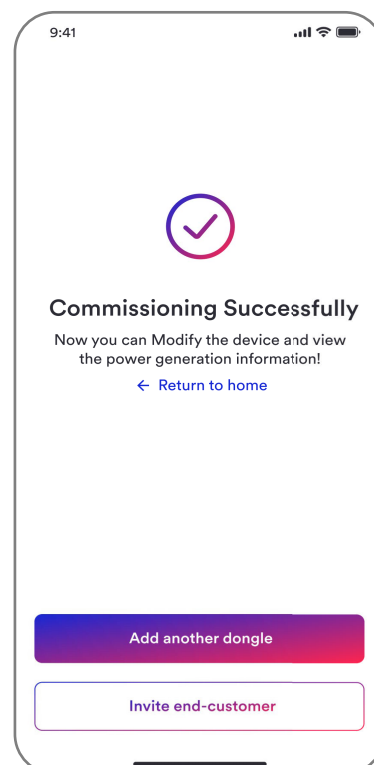 9:41
Commissioning Successfully
Now you can Modify the device and view
the power generation information!
← Return to home
Add another dongle
Invite end-customer